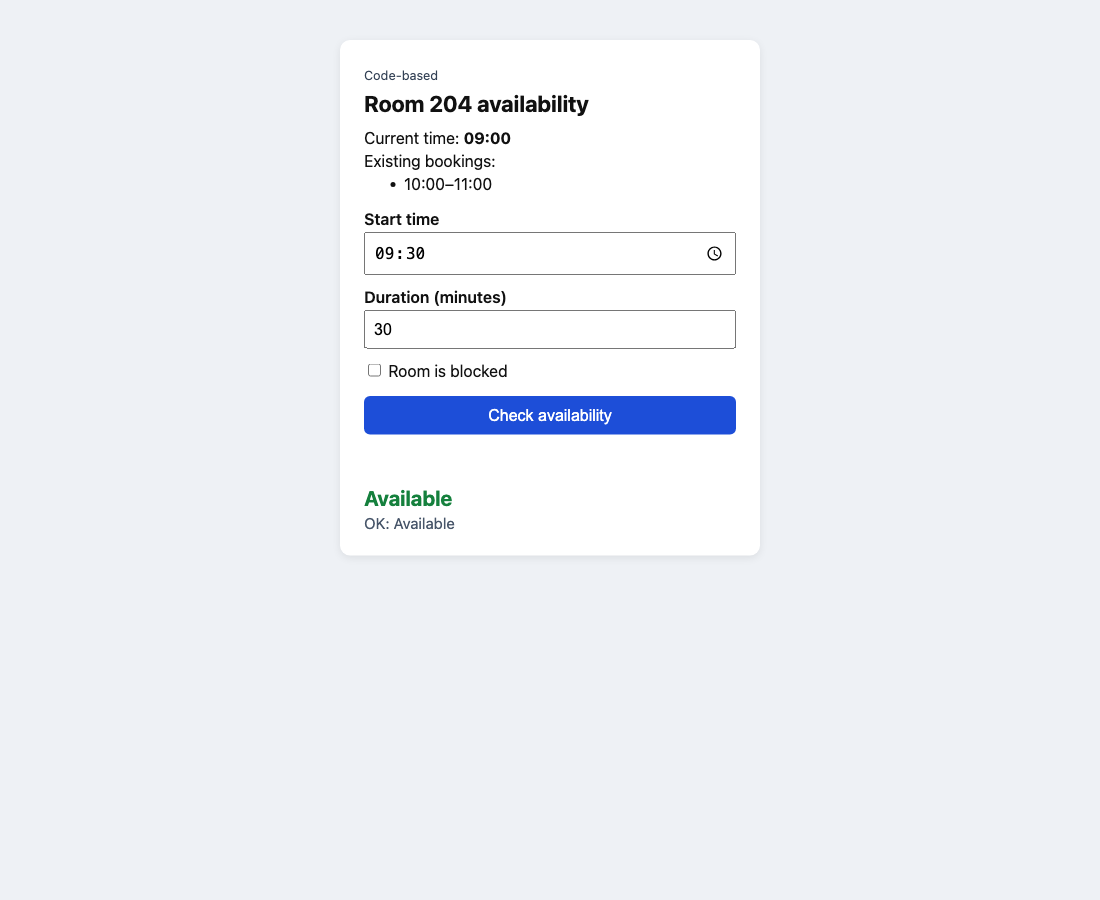 Code-based
Room 204 availability
Current time: 09:00
Existing bookings:
• 10:00–11:00
Start time
09:30
Duration (minutes)
30
Room is blocked
Check availability
Available
OK: Available